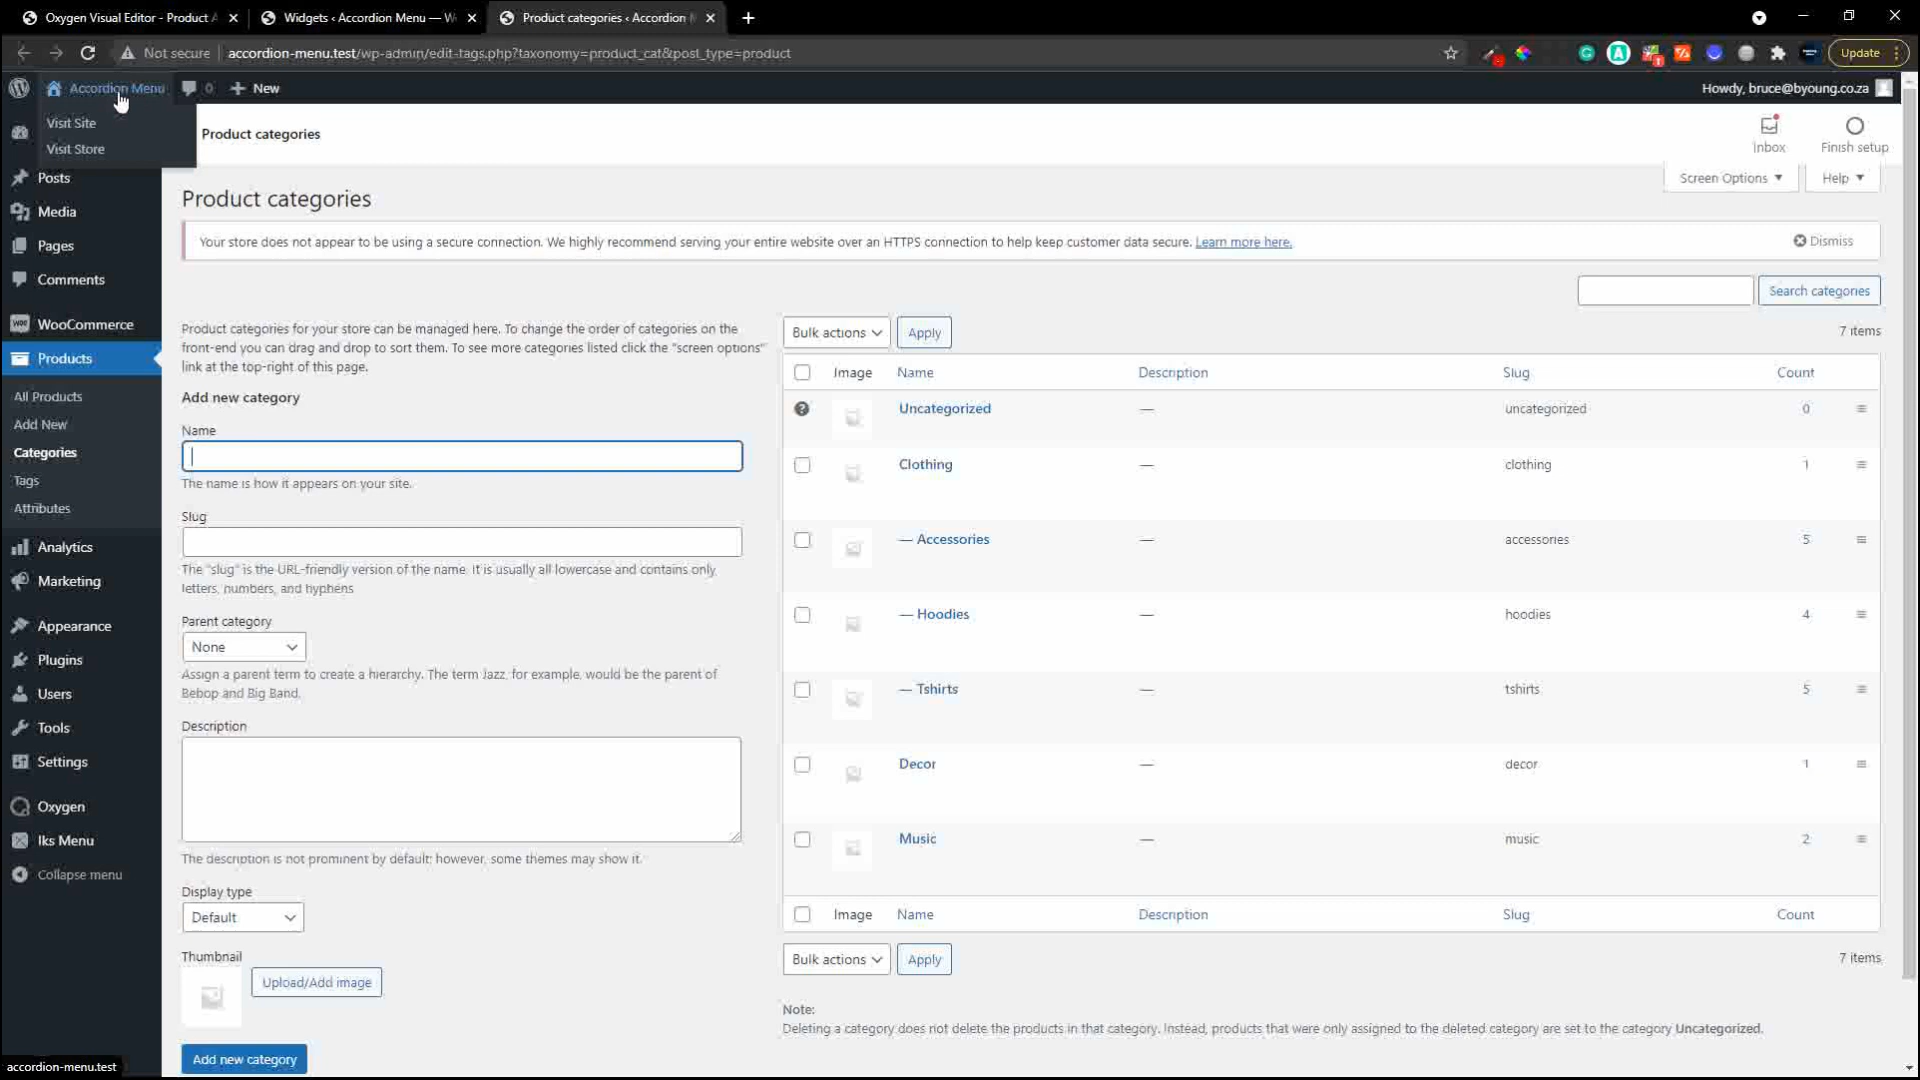 Oxygen Visual Editor - Product A
Widgets ‹ Accordion Menu — W
Product categories ‹ Accordion
Not secure
accordion-menu.test/wp-admin/edit-tags.php?taxonomy=product_cat&post_type=product
Update
Accordion Menu
0
New
Howdy, bruce@byoung.co.za
Visit Site
Visit Store
Product categories
Inbox
Finish setup
Screen Options
Help
Posts
Media
Pages
Comments
WooCommerce
Products
All Products
Add New
Categories
Tags
Attributes
Analytics
Marketing
Appearance
Plugins
Users
Tools
Settings
Oxygen
Iks Menu
Collapse menu
accordion-menu.test
Product categories
Your store does not appear to be using a secure connection. We highly recommend serving your entire website over an HTTPS connection to help keep customer data secure. Learn more here.
Dismiss
Search categories
Product categories for your store can be managed here. To change the order of categories on the
front-end you can drag and drop to sort them. To see more categories listed click the "screen options"
link at the top-right of this page.
Add new category
Name
The name is how it appears on your site.
Slug
The "slug" is the URL-friendly version of the name. It is usually all lowercase and contains only
letters, numbers, and hyphens
Parent category
None
Assign a parent term to create a hierarchy. The term Jazz, for example, would be the parent of
Bebop and Big Band.
Description
The description is not prominent by default; however, some themes may show it.
Display type
Default
Thumbnail
Upload/Add image
Add new category
Bulk actions
Apply
7 items
Image Name Description Slug Count
Uncategorized — uncategorized 0
Clothing — clothing 1
— Accessories — accessories 5
— Hoodies — hoodies 4
— Tshirts — tshirts 5
Decor — decor 1
Music — music 2
Image Name Description Slug Count
Bulk actions
Apply
7 items
Note:
Deleting a category does not delete the products in that category. Instead, products that were only assigned to the deleted category are set to the category Uncategorized.